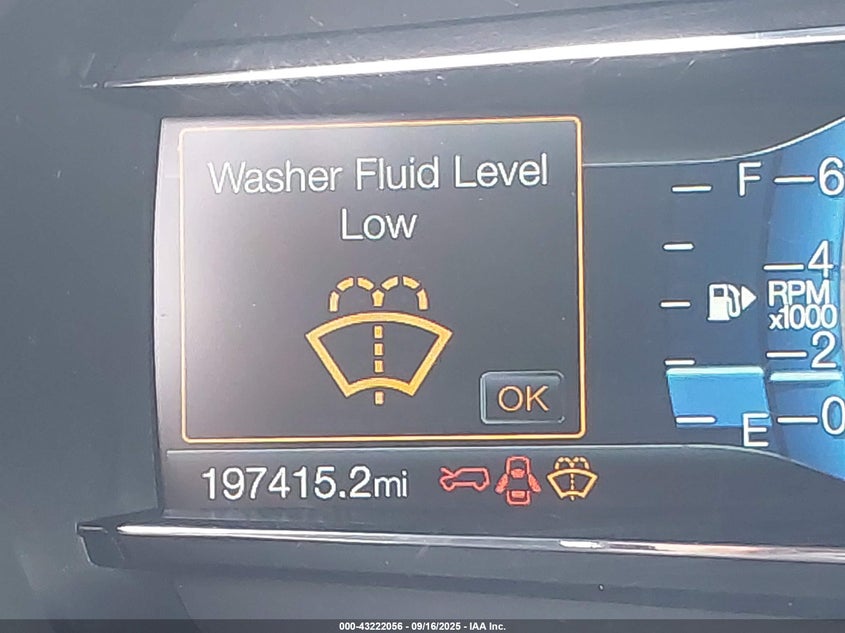 Washer Fluid Level
Low
OK
F
E
6
4
RPM
x1000
2
0
197415.2mi
000-43222056 - 09/16/2025 - IAA Inc.